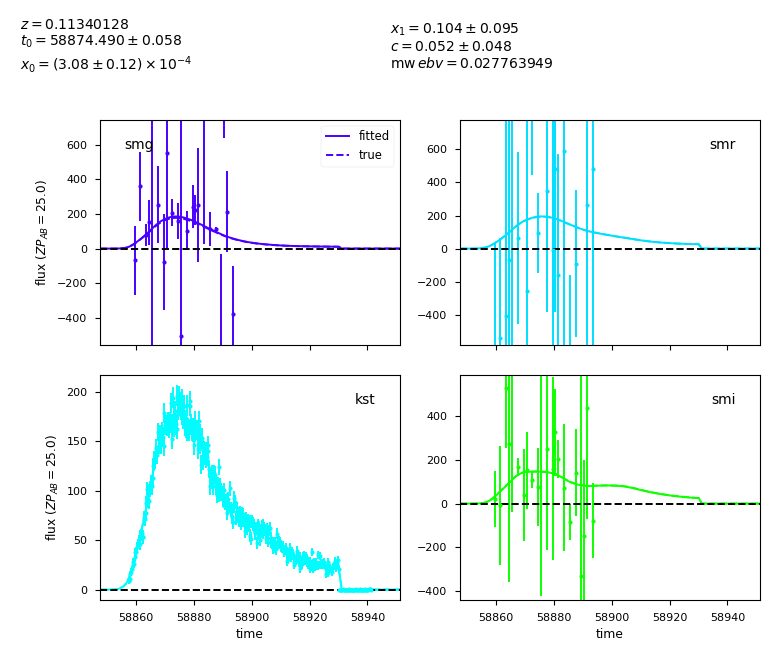 z = 0.11340128
t₀ = 58874.490 ± 0.058
x₀ = (3.08 ± 0.12) × 10⁻⁴
x₁ = 0.104 ± 0.095
c = 0.052 ± 0.048
mw ebv = 0.027763949
smg
fitted
true
600
400
200
0
−200
−400
flux (ZP_AB = 25.0)
smr
600
400
200
0
−200
−400
kst
200
150
100
50
0
flux (ZP_AB = 25.0)
58860 58880 58900 58920 58940
time
smi
400
200
0
−200
−400
58860 58880 58900 58920 58940
time